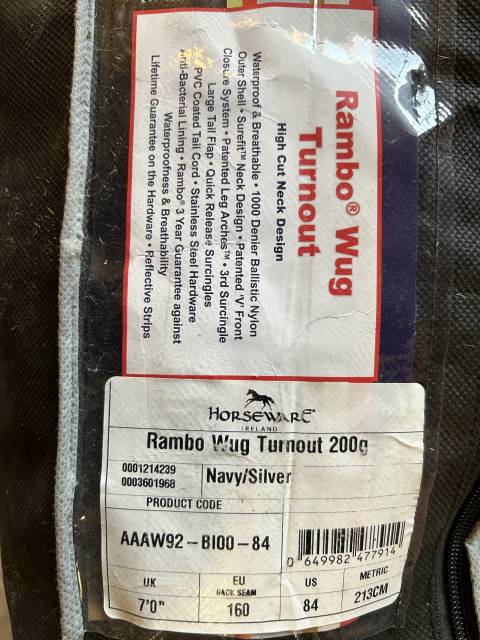 Rambo® Wug
Turnout
High Cut Neck Design
Waterproof & Breathable • 1000 Denier Ballistic Nylon
Outer Shell • Surefit™ Neck Design • Patented 'V' Front
Closure System • Patented Leg Arches™ • 3rd Surcingle
Large Tail Flap • Quick Release Surcingles
PVC Coated Tail Cord • Stainless Steel Hardware
Anti-Bacterial Lining • Rambo® 3 Year Guarantee against
Waterproofness & Breathability
Lifetime Guarantee on the Hardware • Reflective Strips
HORSEWARE
IRELAND
Rambo Wug Turnout 200g
0001214239
0003601968
Navy/Silver
PRODUCT CODE
AAAW92-BI00-84
0 649982 477914
UK
7'0"
EU
BACK SEAM
160
US
84
METRIC
213CM